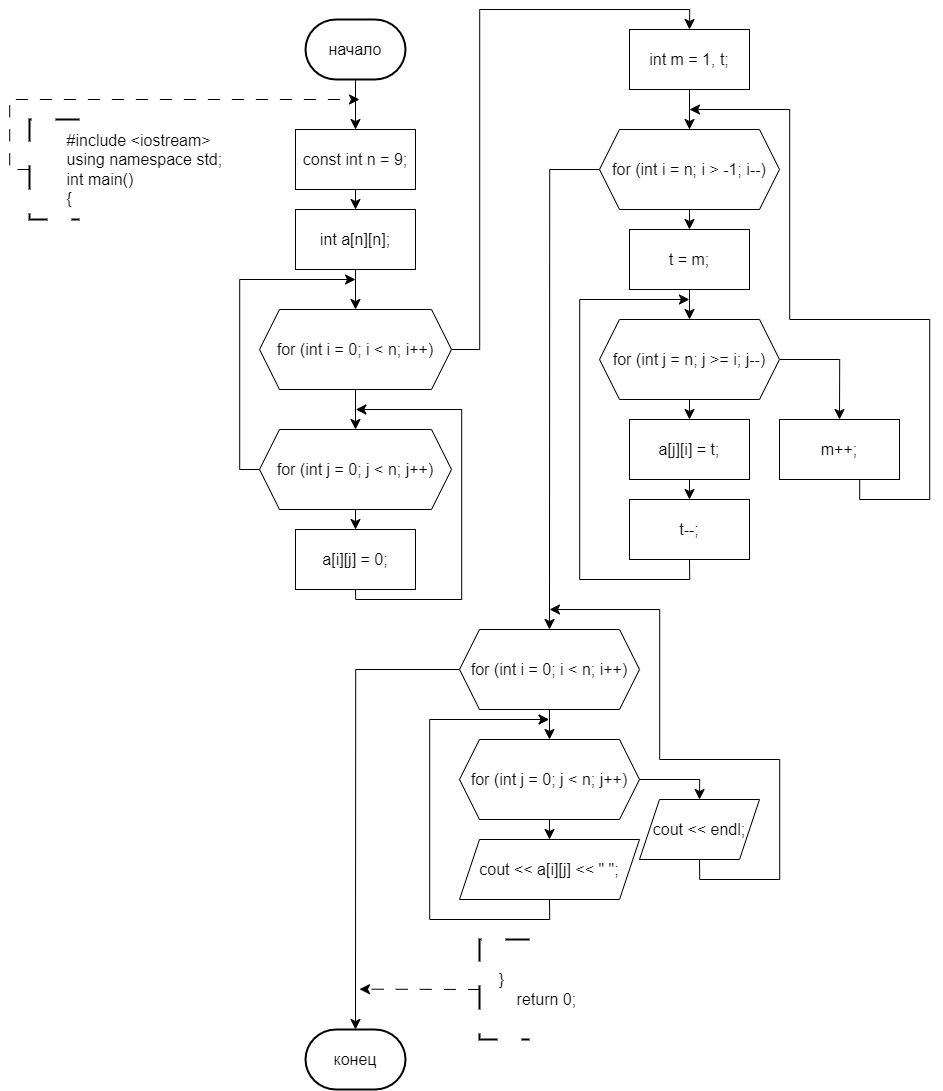 начало
#include <iostream>
using namespace std;
int main()
{
const int n = 9;
int a[n][n];
for (int i = 0; i < n; i++)
for (int j = 0; j < n; j++)
a[i][j] = 0;
int m = 1, t;
for (int i = n; i > -1; i--)
t = m;
for (int j = n; j >= i; j--)
a[j][i] = t;
m++;
t--;
for (int i = 0; i < n; i++)
for (int j = 0; j < n; j++)
cout << endl;
cout << a[i][j] << " ";
}
return 0;
конец